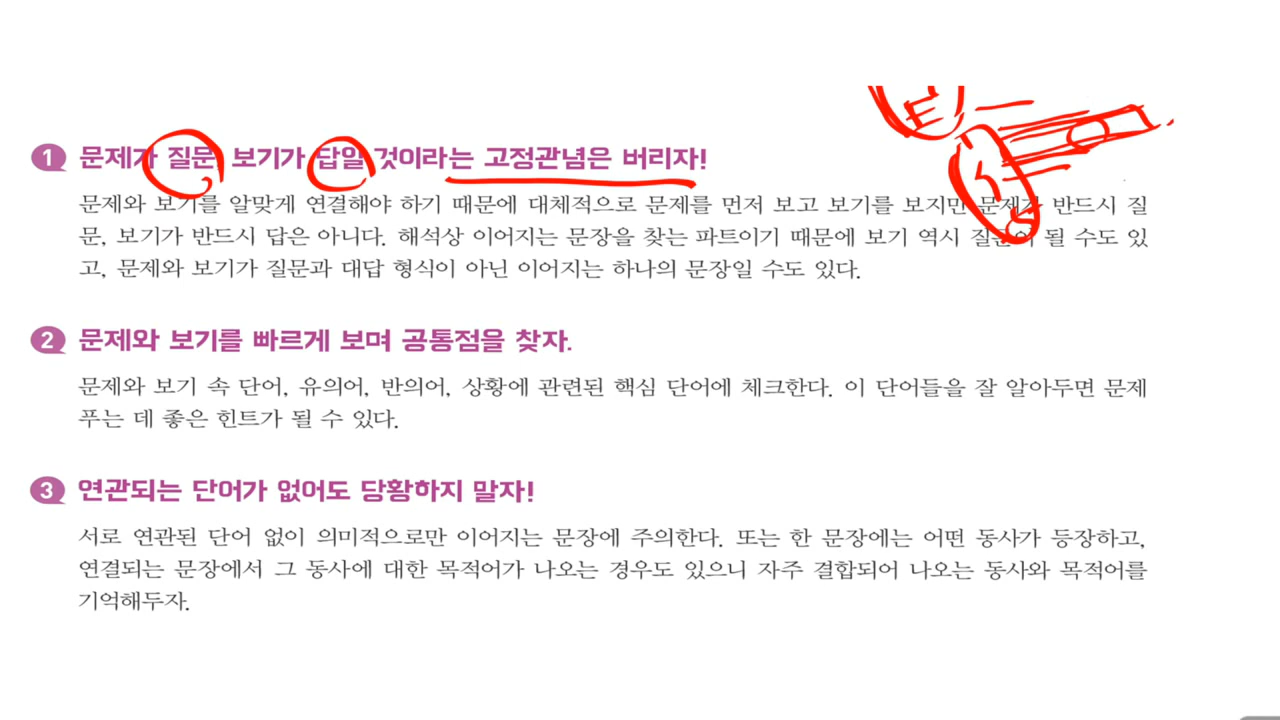 1 문제가 질문, 보기가 답일 것이라는 고정관념은 버리자!
문제와 보기를 알맞게 연결해야 하기 때문에 대체적으로 문제를 먼저 보고 보기를 보지만 문제가 반드시 질
문, 보기가 반드시 답은 아니다. 해석상 이어지는 문장을 찾는 파트이기 때문에 보기 역시 질문이 될 수도 있
고, 문제와 보기가 질문과 대답 형식이 아닌 이어지는 하나의 문장일 수도 있다.
2 문제와 보기를 빠르게 보며 공통점을 찾자.
문제와 보기 속 단어, 유의어, 반의어, 상황에 관련된 핵심 단어에 체크한다. 이 단어들을 잘 알아두면 문제
푸는 데 좋은 힌트가 될 수 있다.
3 연관되는 단어가 없어도 당황하지 말자!
서로 연관된 단어 없이 의미적으로만 이어지는 문장에 주의한다. 또는 한 문장에는 어떤 동사가 등장하고,
연결되는 문장에서 그 동사에 대한 목적어가 나오는 경우도 있으니 자주 결합되어 나오는 동사와 목적어를
기억해두자.